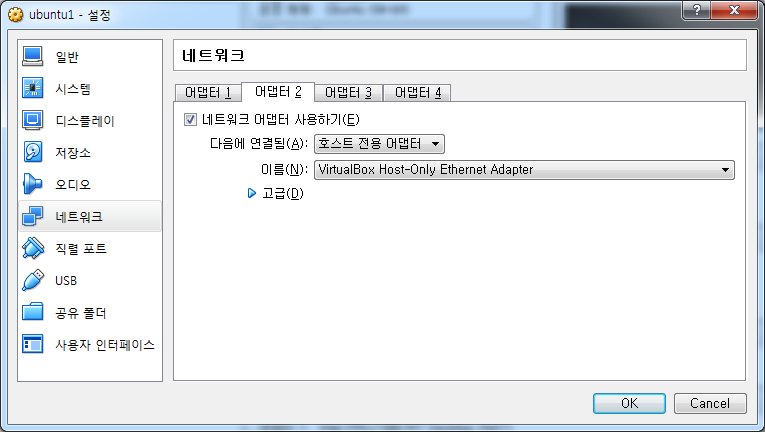 ubuntu1 - 설정
일반
시스템
디스플레이
저장소
오디오
네트워크
직렬 포트
USB
공유 폴더
사용자 인터페이스
네트워크
어댑터 1 어댑터 2 어댑터 3 어댑터 4
네트워크 어댑터 사용하기(E)
다음에 연결됨(A): 호스트 전용 어댑터
이름(N): VirtualBox Host-Only Ethernet Adapter
고급(D)
OK Cancel